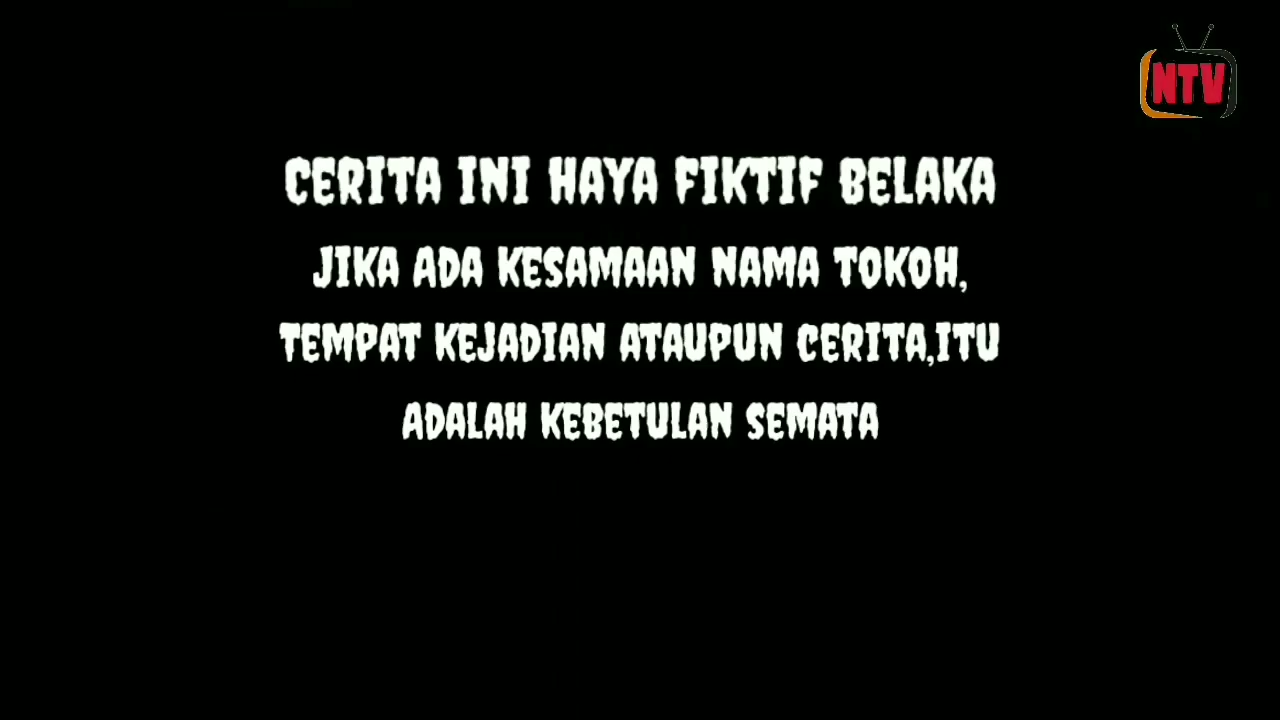 NTV
CERITA INI HAYA FIKTIF BELAKA
JIKA ADA KESAMAAN NAMA TOKOH,
TEMPAT KEJADIAN ATAUPUN CERITA,ITU
ADALAH KEBETULAN SEMATA